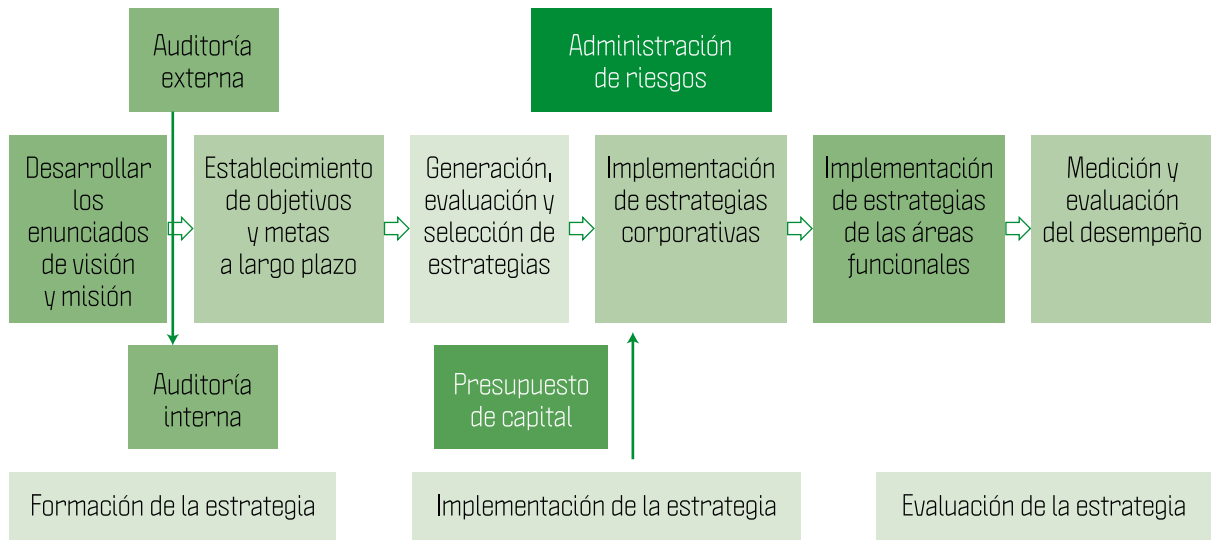 Auditoría
externa
Administración
de riesgos
Desarrollar
los
enunciados
de visión
y misión
Establecimiento
de objetivos
y metas
a largo plazo
Generación,
evaluación y
selección de
estrategias
Implementación
de estrategias
corporativas
Implementación
de estrategias
de las áreas
funcionales
Medición y
evaluación
del desempeño
Auditoría
interna
Presupuesto
de capital
Formación de la estrategia
Implementación de la estrategia
Evaluación de la estrategia